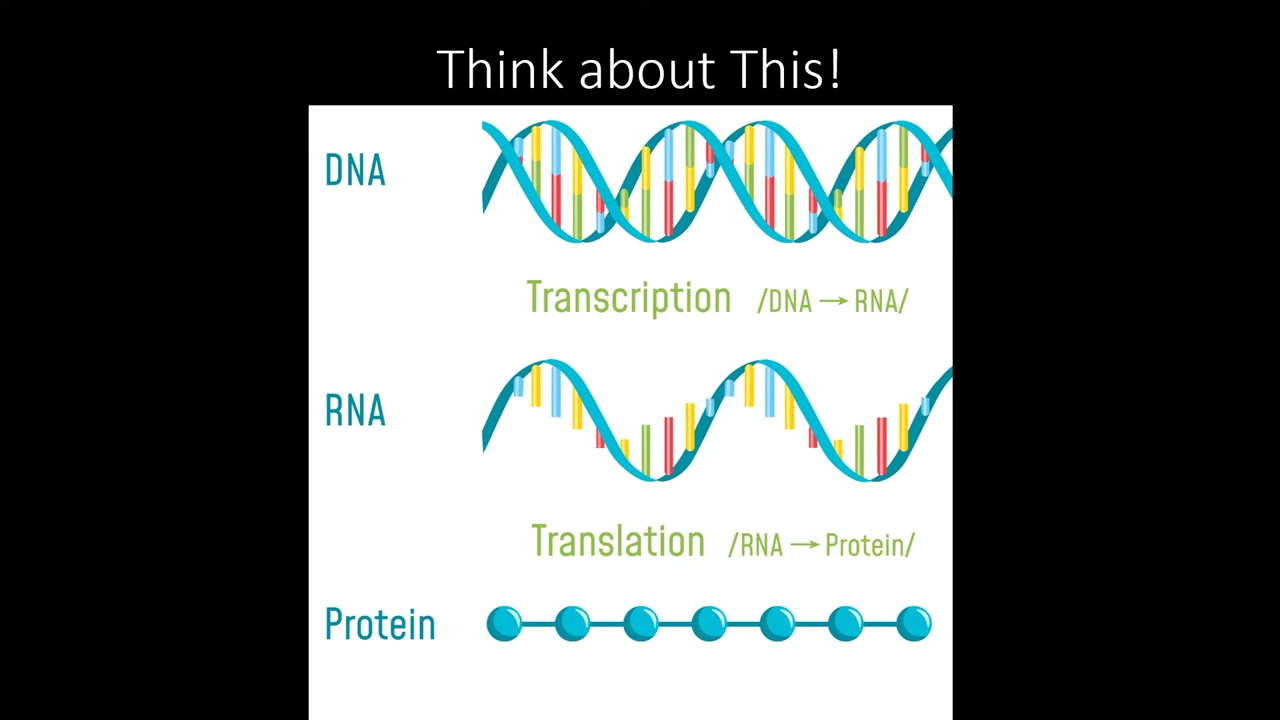 Think about This!
DNA
Transcription /DNA → RNA/
RNA
Translation /RNA → Protein/
Protein